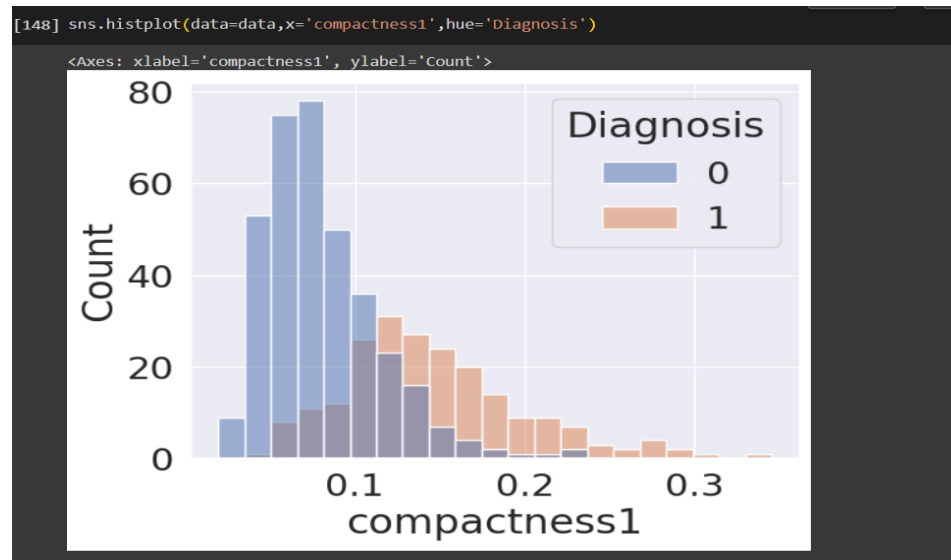 [148] sns.histplot(data=data,x='compactness1',hue='Diagnosis')
<Axes: xlabel='compactness1', ylabel='Count'>
80
60
40
20
0
Count
Diagnosis
0
1
0.1 0.2 0.3
compactness1